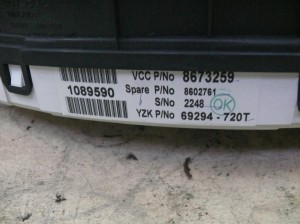 VCC P/No 8673259
1089590 Spare P/No 8602761
S/No 2248 OK
YZK P/No 69294-720T